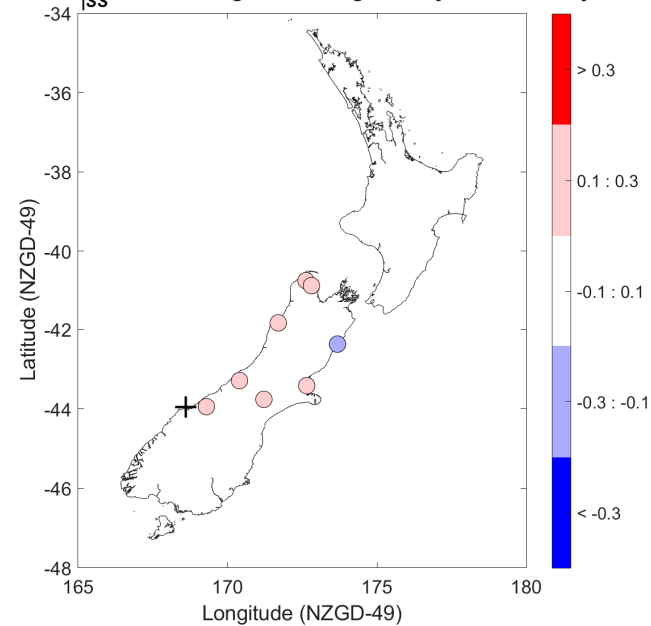 -34
-36
-38
-40
-42
-44
-46
-48
165
170
175
180
Longitude (NZGD-49)
Latitude (NZGD-49)
> 0.3
0.1 : 0.3
-0.1 : 0.1
-0.3 : -0.1
< -0.3